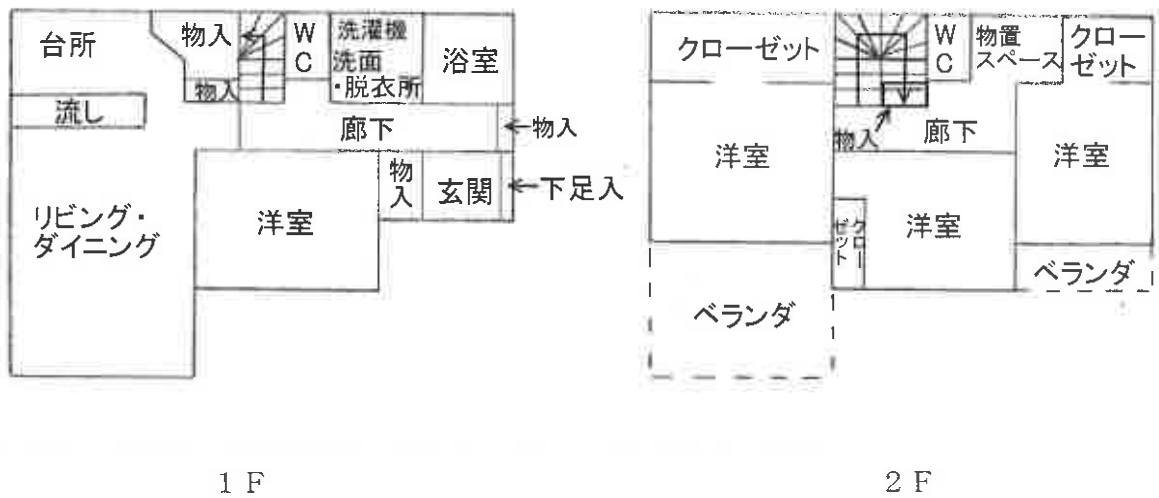 台所
物入
WC
洗濯機
洗面
・脱衣所
浴室
物入
流し
廊下
物入
リビング・
ダイニング
洋室
物入
玄関
下足入
1F
クローゼット
WC
物置
スペース
クロー
ゼット
物入
廊下
洋室
洋室
クロー
ゼット
洋室
ベランダ
ベランダ
2F